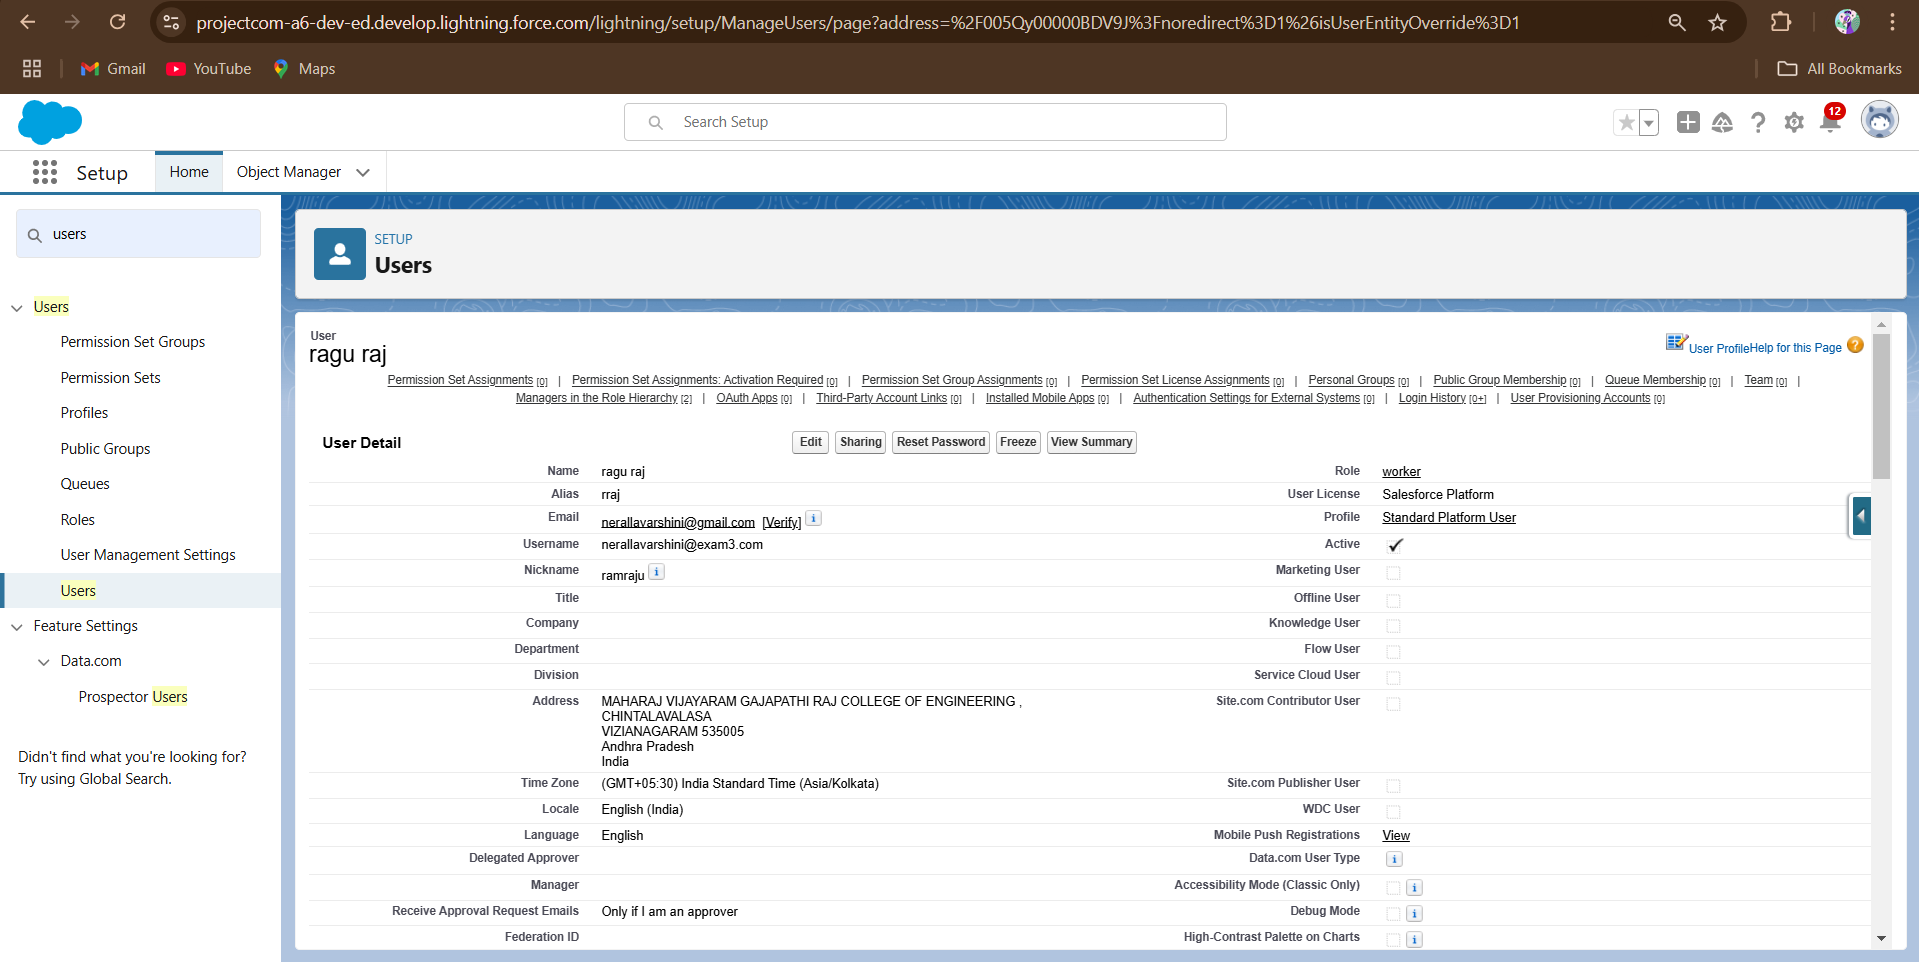 projectcom-a6-dev-ed.develop.lightning.force.com/lightning/setup/ManageUsers/page?address=%2F005Qy00000BDV9J%3Fnoredirect%3D1%26isUserEntityOverride%3D1
Gmail YouTube Maps All Bookmarks
Search Setup
12
Setup Home Object Manager
users
SETUP
Users
Users
Permission Set Groups
Permission Sets
Profiles
Public Groups
Queues
Roles
User Management Settings
Users
Feature Settings
Data.com
Prospector Users
Didn't find what you're looking for?
Try using Global Search.
User
ragu raj
User Profile Help for this Page ?
Permission Set Assignments [0] | Permission Set Assignments: Activation Required [0] | Permission Set Group Assignments [0] | Permission Set License Assignments [0] | Personal Groups [0] | Public Group Membership [0] | Queue Membership [0] | Team [0] |
Managers in the Role Hierarchy [2] | OAuth Apps [0] | Third-Party Account Links [0] | Installed Mobile Apps [0] | Authentication Settings for External Systems [0] | Login History [0+] | User Provisioning Accounts [0]
User Detail Edit Sharing Reset Password Freeze View Summary
Name ragu raj Role worker
Alias rraj User License Salesforce Platform
Email nerallavarshini@gmail.com [Verify] i Profile Standard Platform User
Username nerallavarshini@exam3.com Active
Nickname ramraju i Marketing User
Title Offline User
Company Knowledge User
Department Flow User
Division Service Cloud User
Address MAHARAJ VIJAYARAM GAJAPATHI RAJ COLLEGE OF ENGINEERING , Site.com Contributor User
CHINTALAVALASA
VIZIANAGARAM 535005
Andhra Pradesh
India
Time Zone (GMT+05:30) India Standard Time (Asia/Kolkata) Site.com Publisher User
Locale English (India) WDC User
Language English Mobile Push Registrations View
Delegated Approver Data.com User Type i
Manager Accessibility Mode (Classic Only) i
Receive Approval Request Emails Only if I am an approver Debug Mode i
Federation ID High-Contrast Palette on Charts i